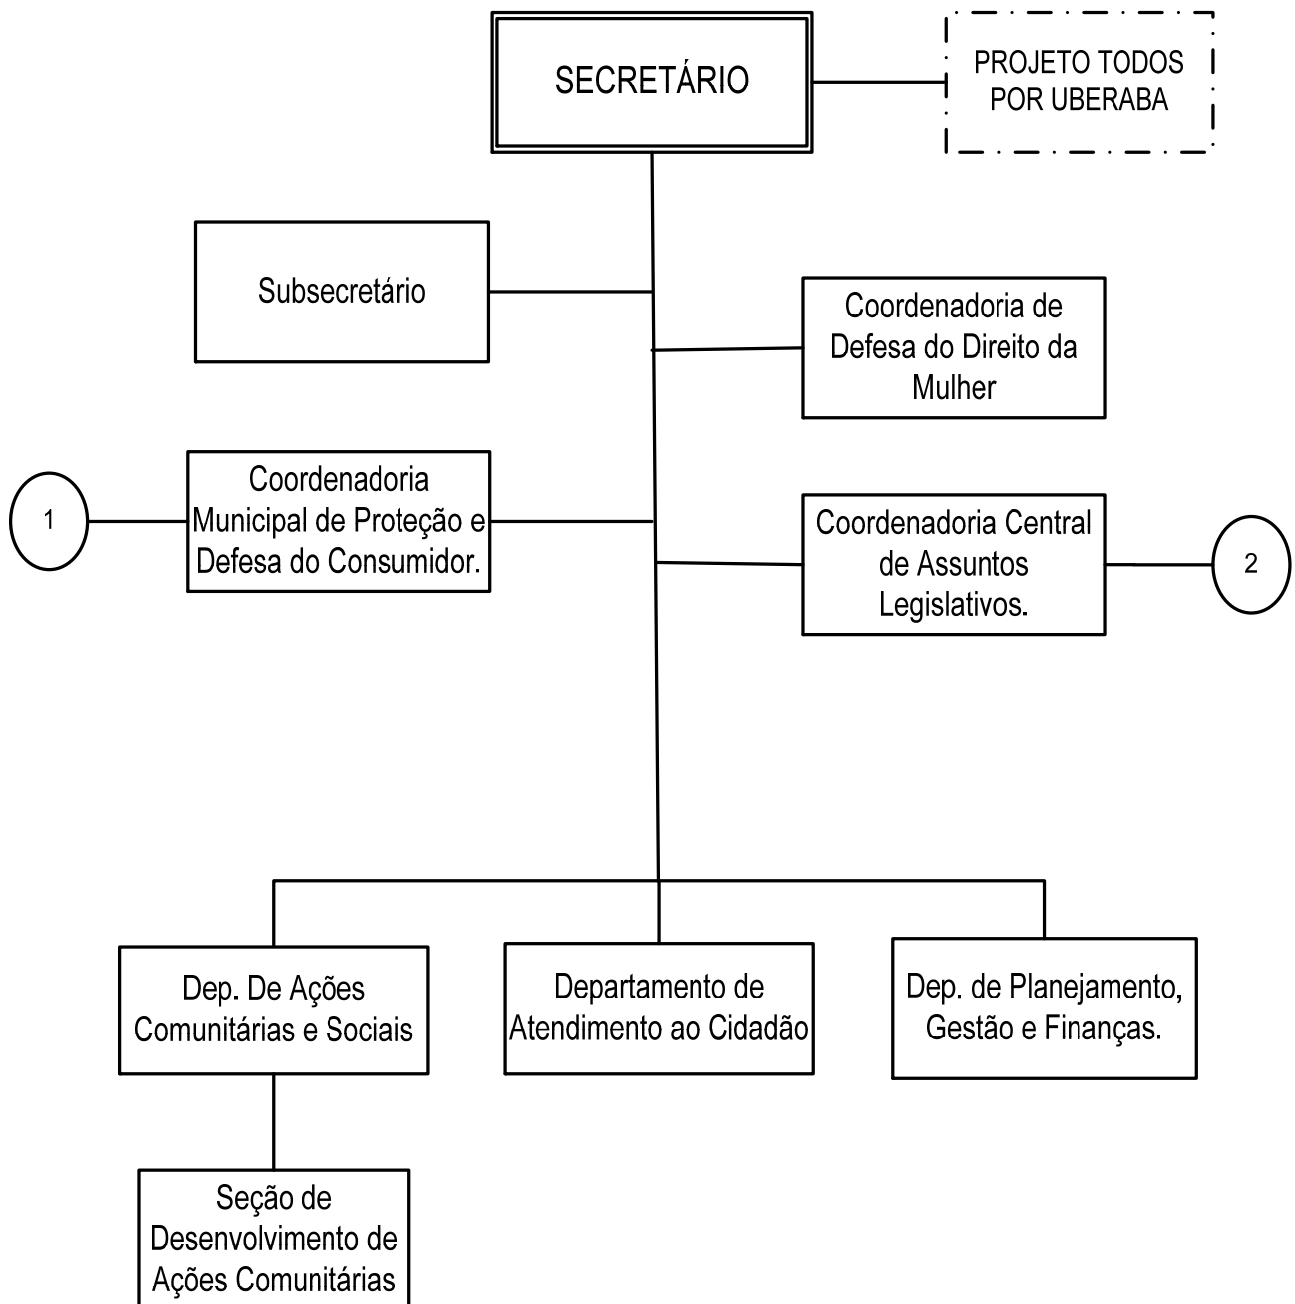 SECRETÁRIO
PROJETO TODOS
POR UBERABA
Subsecretário
Coordenadoria de
Defesa do Direito da
Mulher
1
Coordenadoria
Municipal de Proteção e
Defesa do Consumidor.
Coordenadoria Central
de Assuntos
Legislativos.
2
Dep. De Ações
Comunitárias e Sociais
Departamento de
Atendimento ao Cidadão
Dep. de Planejamento,
Gestão e Finanças.
Seção de
Desenvolvimento de
Ações Comunitárias